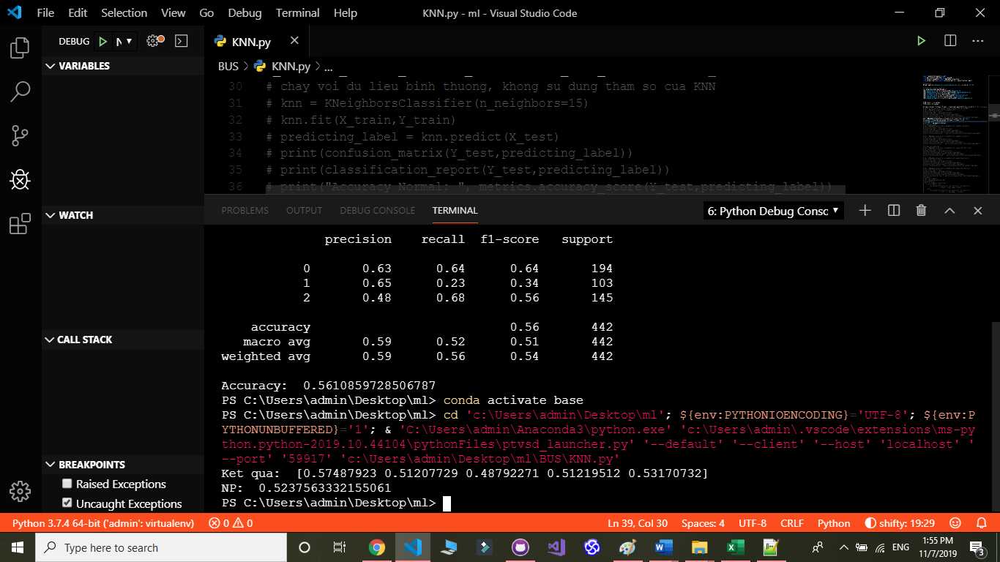 File Edit Selection View Go Debug Terminal Help KNN.py - ml - Visual Studio Code
DEBUG N
KNN.py
VARIABLES
BUS KNN.py ...
30 # chay voi du lieu binh thuong, khong su dung tham so cua KNN
31 # knn = KNeighborsClassifier(n_neighbors=15)
32 # knn.fit(X_train,Y_train)
33 # predicting_label = knn.predict(X_test)
34 # print(confusion_matrix(Y_test,predicting_label))
35 # print(classification_report(Y_test,predicting_label))
36 # print("Accuracy Normal: ", metrics.accuracy_score(Y_test,predicting_label))
WATCH
CALL STACK
BREAKPOINTS
Raised Exceptions
Uncaught Exceptions
PROBLEMS OUTPUT DEBUG CONSOLE TERMINAL 6: Python Debug Consc
precision recall f1-score support
0 0.63 0.64 0.64 194
1 0.65 0.23 0.34 103
2 0.48 0.68 0.56 145
accuracy 0.56 442
macro avg 0.59 0.52 0.51 442
weighted avg 0.59 0.56 0.54 442
Accuracy: 0.5610859728506787
PS C:\Users\admin\Desktop\ml> conda activate base
PS C:\Users\admin\Desktop\ml> cd 'c:\Users\admin\Desktop\ml'; ${env:PYTHONIOENCODING}='UTF-8'; ${env:P
YTHONUNBUFFERED}='1'; & 'C:\Users\admin\Anaconda3\python.exe' 'c:\Users\admin\.vscode\extensions\ms-py
thon.python-2019.10.44104\pythonFiles\ptvsd_launcher.py' '--default' '--client' '--host' 'localhost' '
--port' '59917' 'c:\Users\admin\Desktop\ml\BUS\KNN.py'
Ket qua: [0.57487923 0.51207729 0.48792271 0.51219512 0.53170732]
NP: 0.5237563332155061
PS C:\Users\admin\Desktop\ml>
Python 3.7.4 64-bit ('admin': virtualenv) 0 0 Ln 39, Col 30 Spaces: 4 UTF-8 CRLF Python shifty: 19:29
Type here to search ENG 1:55 PM
11/7/2019 3